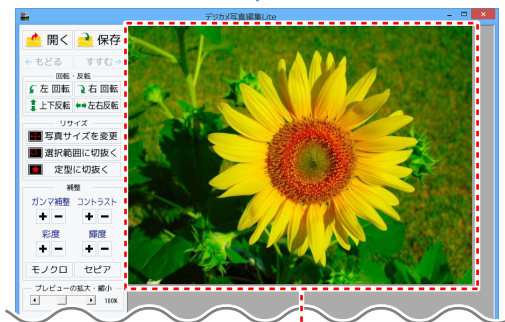 デジカメ写真編集Lite
開く 保存
もどる すすむ
回転・反転
左 回転 右 回転
上下反転 左右反転
リサイズ
写真サイズを変更
選択範囲に切抜く
定型に切抜く
補整
ガンマ補整 コントラスト
+ - + -
彩度 輝度
+ - + -
モノクロ セピア
プレビューの拡大・縮小
100%